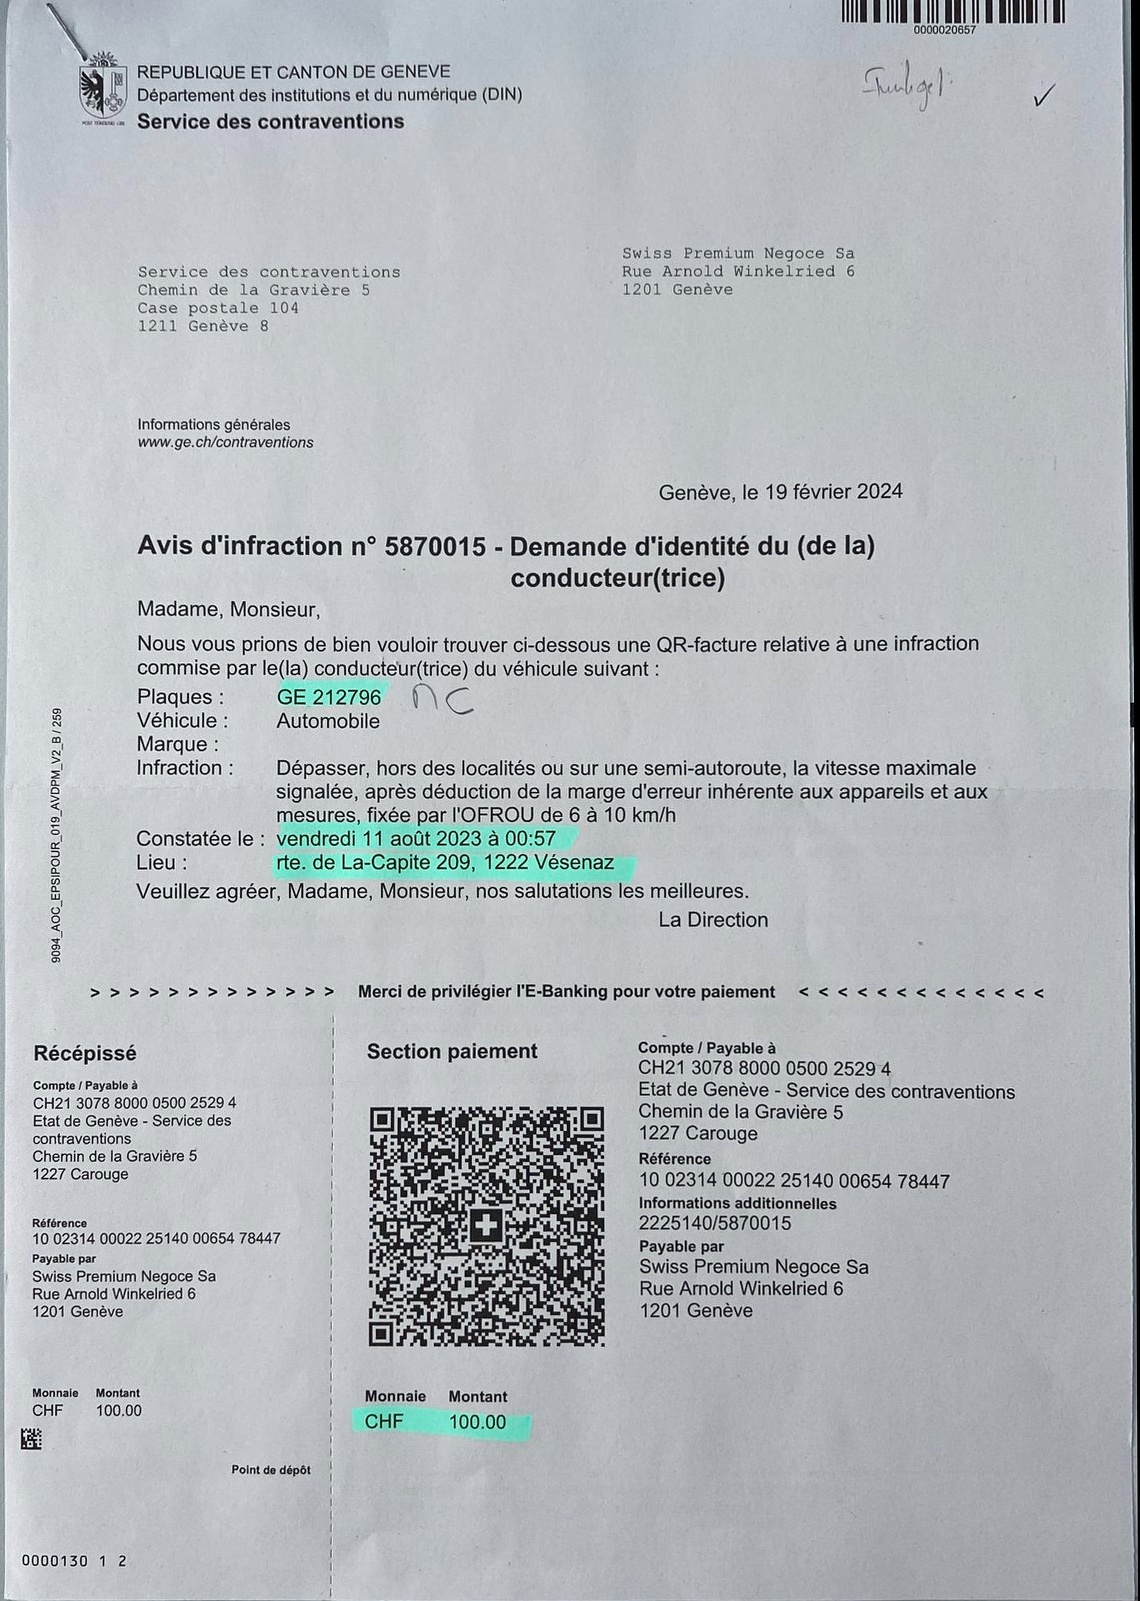 0000020657
REPUBLIQUE ET CANTON DE GENEVE
Département des institutions et du numérique (DIN)
Service des contraventions
POST TENEBRAS LUX
Swiss Premium Negoce Sa
Rue Arnold Winkelried 6
1201 Genève
Service des contraventions
Chemin de la Gravière 5
Case postale 104
1211 Genève 8
Informations générales
www.ge.ch/contraventions
Genève, le 19 février 2024
Avis d'infraction n° 5870015 - Demande d'identité du (de la)
conducteur(trice)
Madame, Monsieur,
Nous vous prions de bien vouloir trouver ci-dessous une QR-facture relative à une infraction
commise par le(la) conducteur(trice) du véhicule suivant :
Plaques : GE 212796 nc
Véhicule : Automobile
Marque :
Infraction : Dépasser, hors des localités ou sur une semi-autoroute, la vitesse maximale
signalée, après déduction de la marge d'erreur inhérente aux appareils et aux
mesures, fixée par l'OFROU de 6 à 10 km/h
Constatée le : vendredi 11 août 2023 à 00:57
Lieu : rte. de La-Capite 209, 1222 Vésenaz
Veuillez agréer, Madame, Monsieur, nos salutations les meilleures.
La Direction
9094_AOC_EPSIPOUR_019_AVDPM_V2_B / 259
> > > > > > > > > > > > > Merci de privilégier l'E-Banking pour votre paiement < < < < < < < < < < < < <
Récépissé
Compte / Payable à
CH21 3078 8000 0500 2529 4
Etat de Genève - Service des
contraventions
Chemin de la Gravière 5
1227 Carouge
Référence
10 02314 00022 25140 00654 78447
Payable par
Swiss Premium Negoce Sa
Rue Arnold Winkelried 6
1201 Genève
Monnaie Montant
CHF 100.00
Point de dépôt
Section paiement
Monnaie Montant
CHF 100.00
Compte / Payable à
CH21 3078 8000 0500 2529 4
Etat de Genève - Service des contraventions
Chemin de la Gravière 5
1227 Carouge
Référence
10 02314 00022 25140 00654 78447
Informations additionnelles
2225140/5870015
Payable par
Swiss Premium Negoce Sa
Rue Arnold Winkelried 6
1201 Genève
0000130 1 2